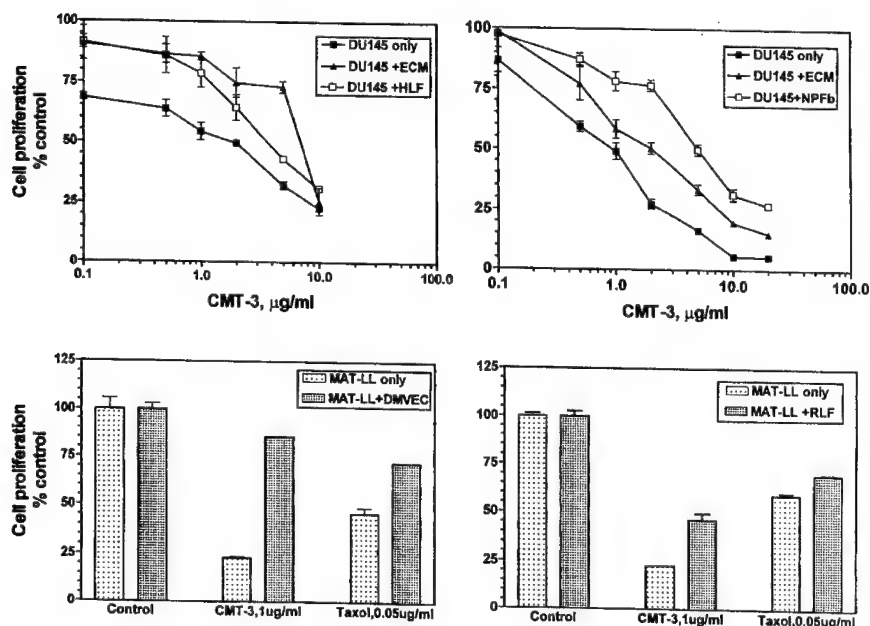 100
75
50
25
0
Cell proliferation
% control
DU145 only
DU145 +ECM
DU145 +HLF
0.1
1.0
10.0
100.0
CMT-3, µg/ml
100
75
50
25
0
DU145 only
DU145 +ECM
DU145+NPFb
0.1
1.0
10.0
100.0
CMT-3, µg/ml
125
100
75
50
25
0
Cell proliferation
% control
MAT-LL only
MAT-LL+DMVEC
Control
CMT-3,1ug/ml
Taxol,0.05ug/ml
125
100
75
50
25
0
MAT-LL only
MAT-LL +RLF
Control
CMT-3,1ug/ml
Taxol,0.05ug/ml